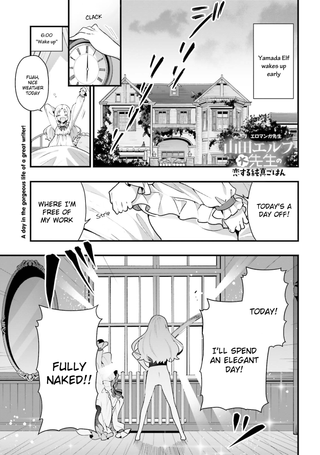 Yamada Elf
wakes up
early
エロマンガ先生
山田エルフ
大先生の
恋する純真ごはん
CLACK
6:00
"Wake up"
FUAH,
NICE
WEATHER
TODAY
A day in the gorgeous life of a great writer!
TODAY'S A
DAY OFF!
Strip
WHERE I'M
FREE OF
MY WORK
TODAY!
I'LL SPEND
AN ELEGANT
DAY!
FULLY
NAKED!!